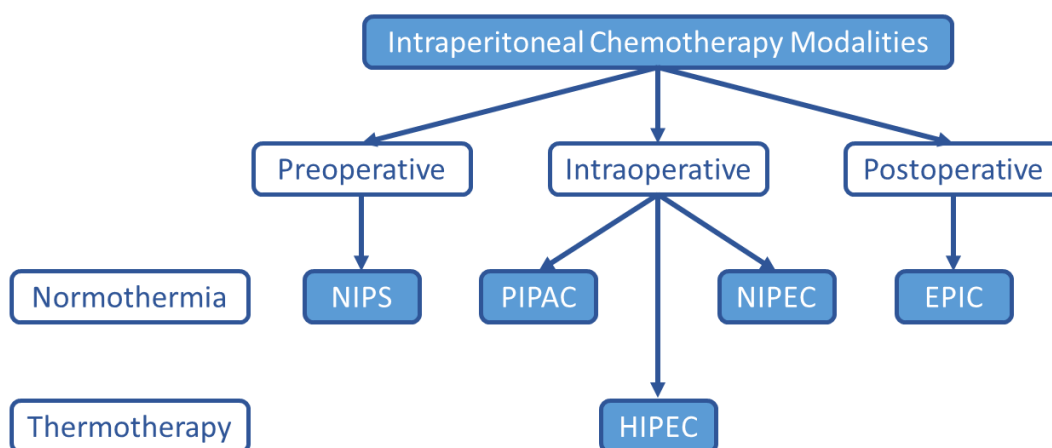 Intraperitoneal Chemotherapy Modalities
Preoperative
Intraoperative
Postoperative
Normothermia
NIPS
PIPAC
NIPEC
EPIC
Thermotherapy
HIPEC